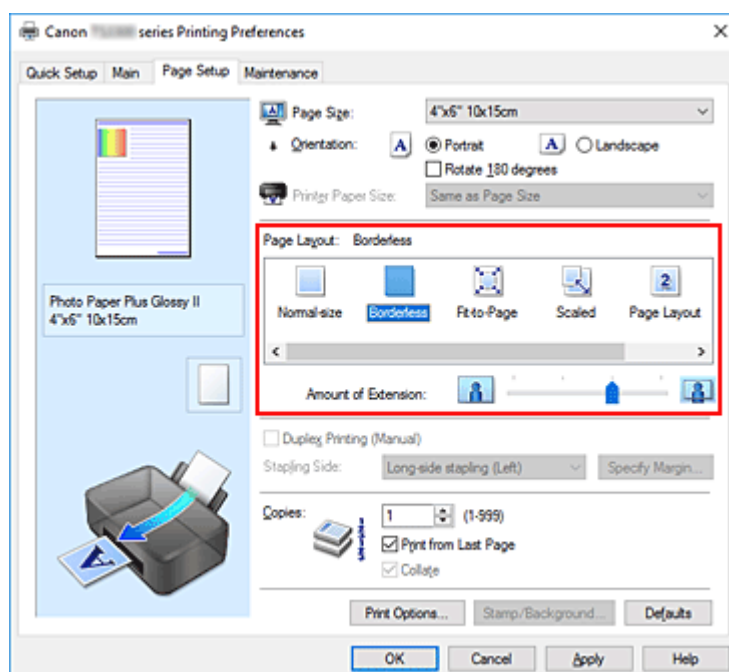 Canon series Printing Preferences
Quick Setup Main Page Setup Maintenance
Page Size: 4"x6" 10x15cm
Orientation: A Portrait A Landscape
Rotate 180 degrees
Printer Paper Size: Same as Page Size
Page Layout: Borderless
2
Normal-size Borderless Fit-to-Page Scaled Page Layout
Amount of Extension:
Photo Paper Plus Glossy II
4"x6" 10x15cm
Duplex Printing (Manual)
Stapling Side: Long-side stapling (Left) Specify Margin...
Copies: 1 (1-999)
Print from Last Page
Collate
A
Print Options... Stamp/Background... Defaults
OK Cancel Apply Help